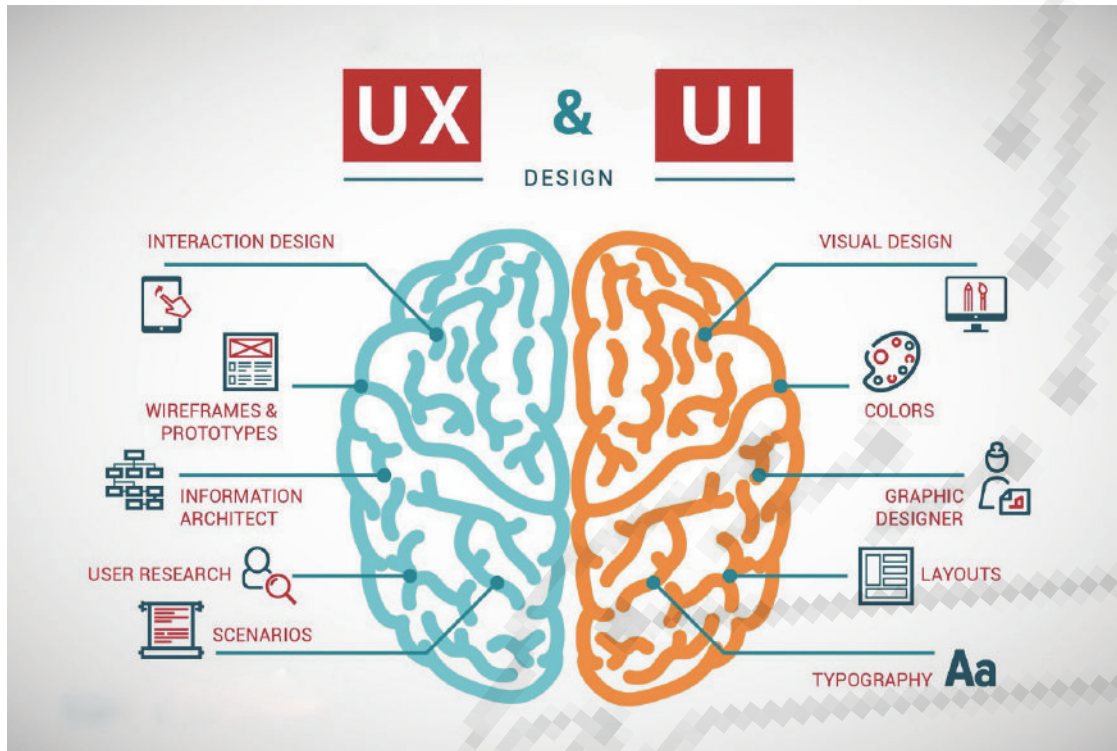 UX & UI
DESIGN
INTERACTION DESIGN
WIREFRAMES &
PROTOTYPES
INFORMATION
ARCHITECT
USER RESEARCH
SCENARIOS
VISUAL DESIGN
COLORS
GRAPHIC
DESIGNER
LAYOUTS
TYPOGRAPHY Aa